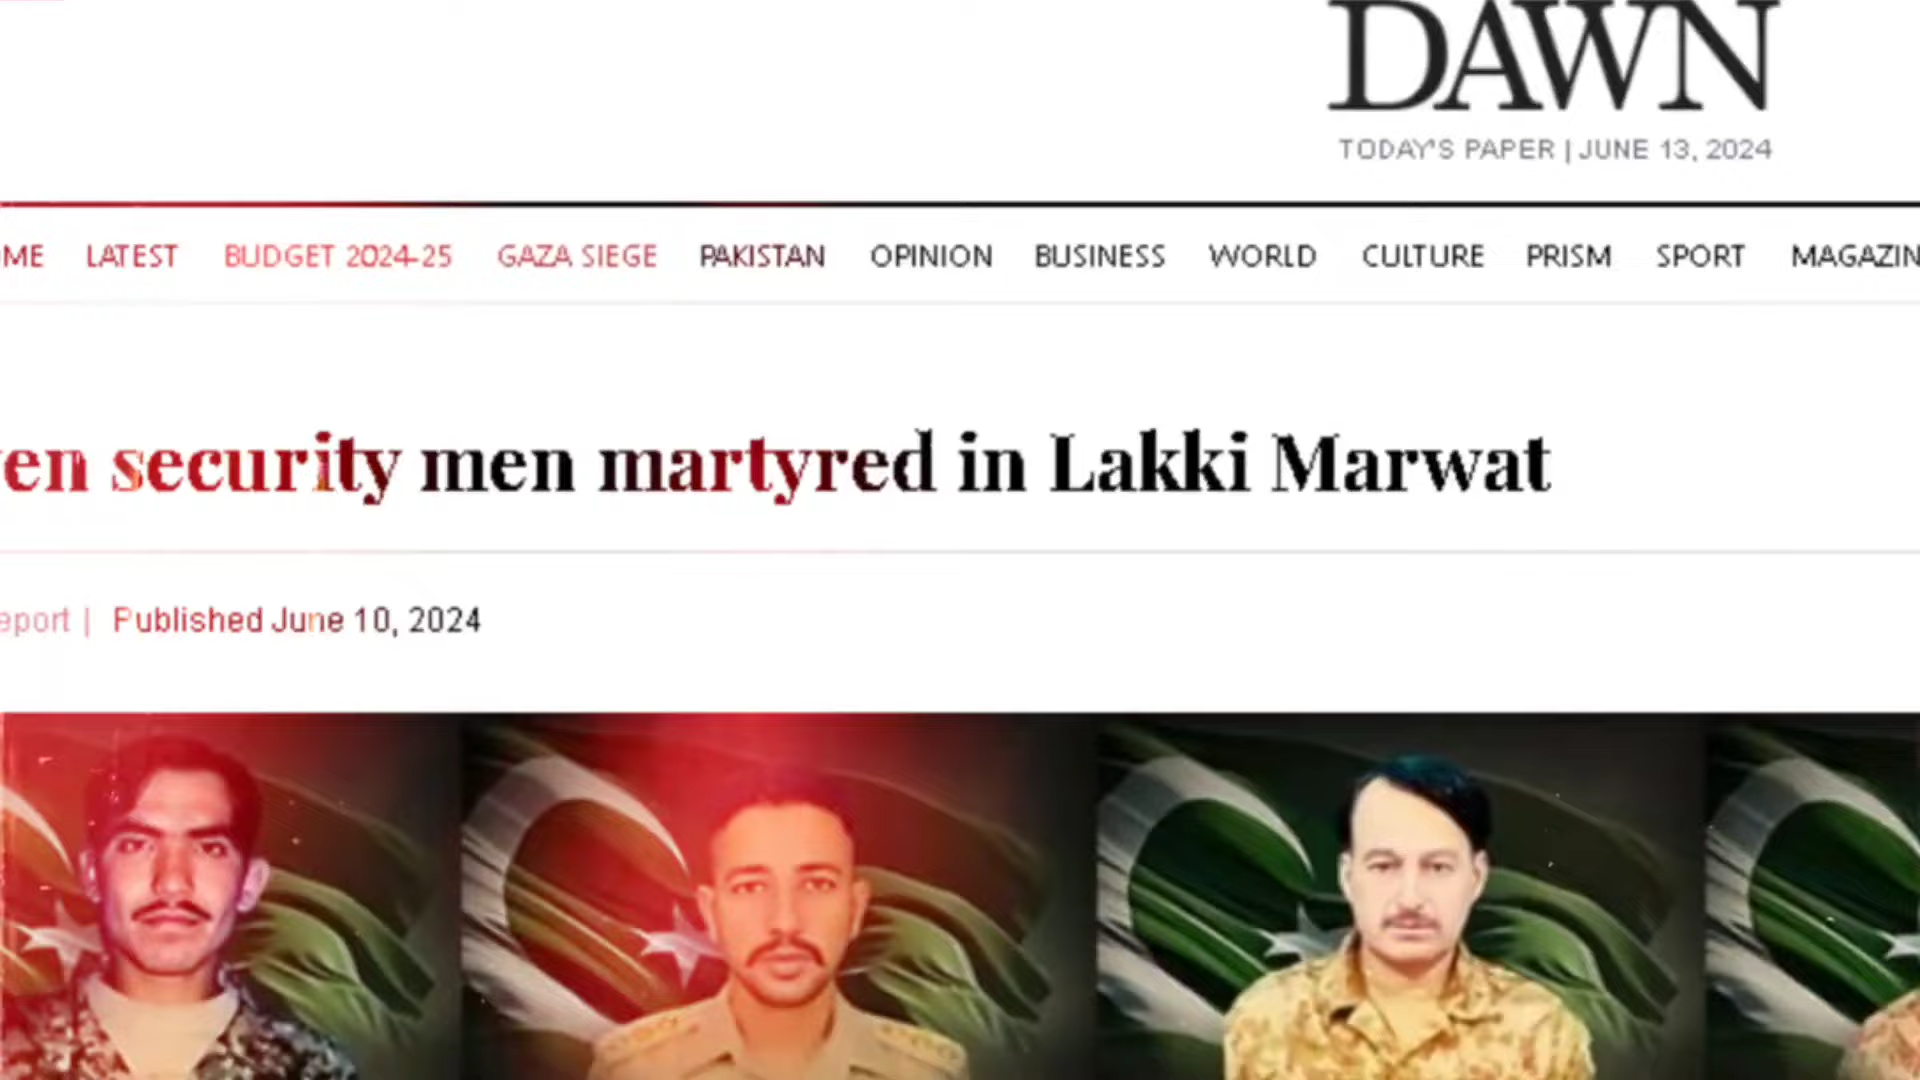 DAWN
TODAY'S PAPER | JUNE 13, 2024
ME LATEST BUDGET 2024-25 GAZA SIEGE PAKISTAN OPINION BUSINESS WORLD CULTURE PRISM SPORT MAGAZIN
en security men martyred in Lakki Marwat
eport | Published June 10, 2024